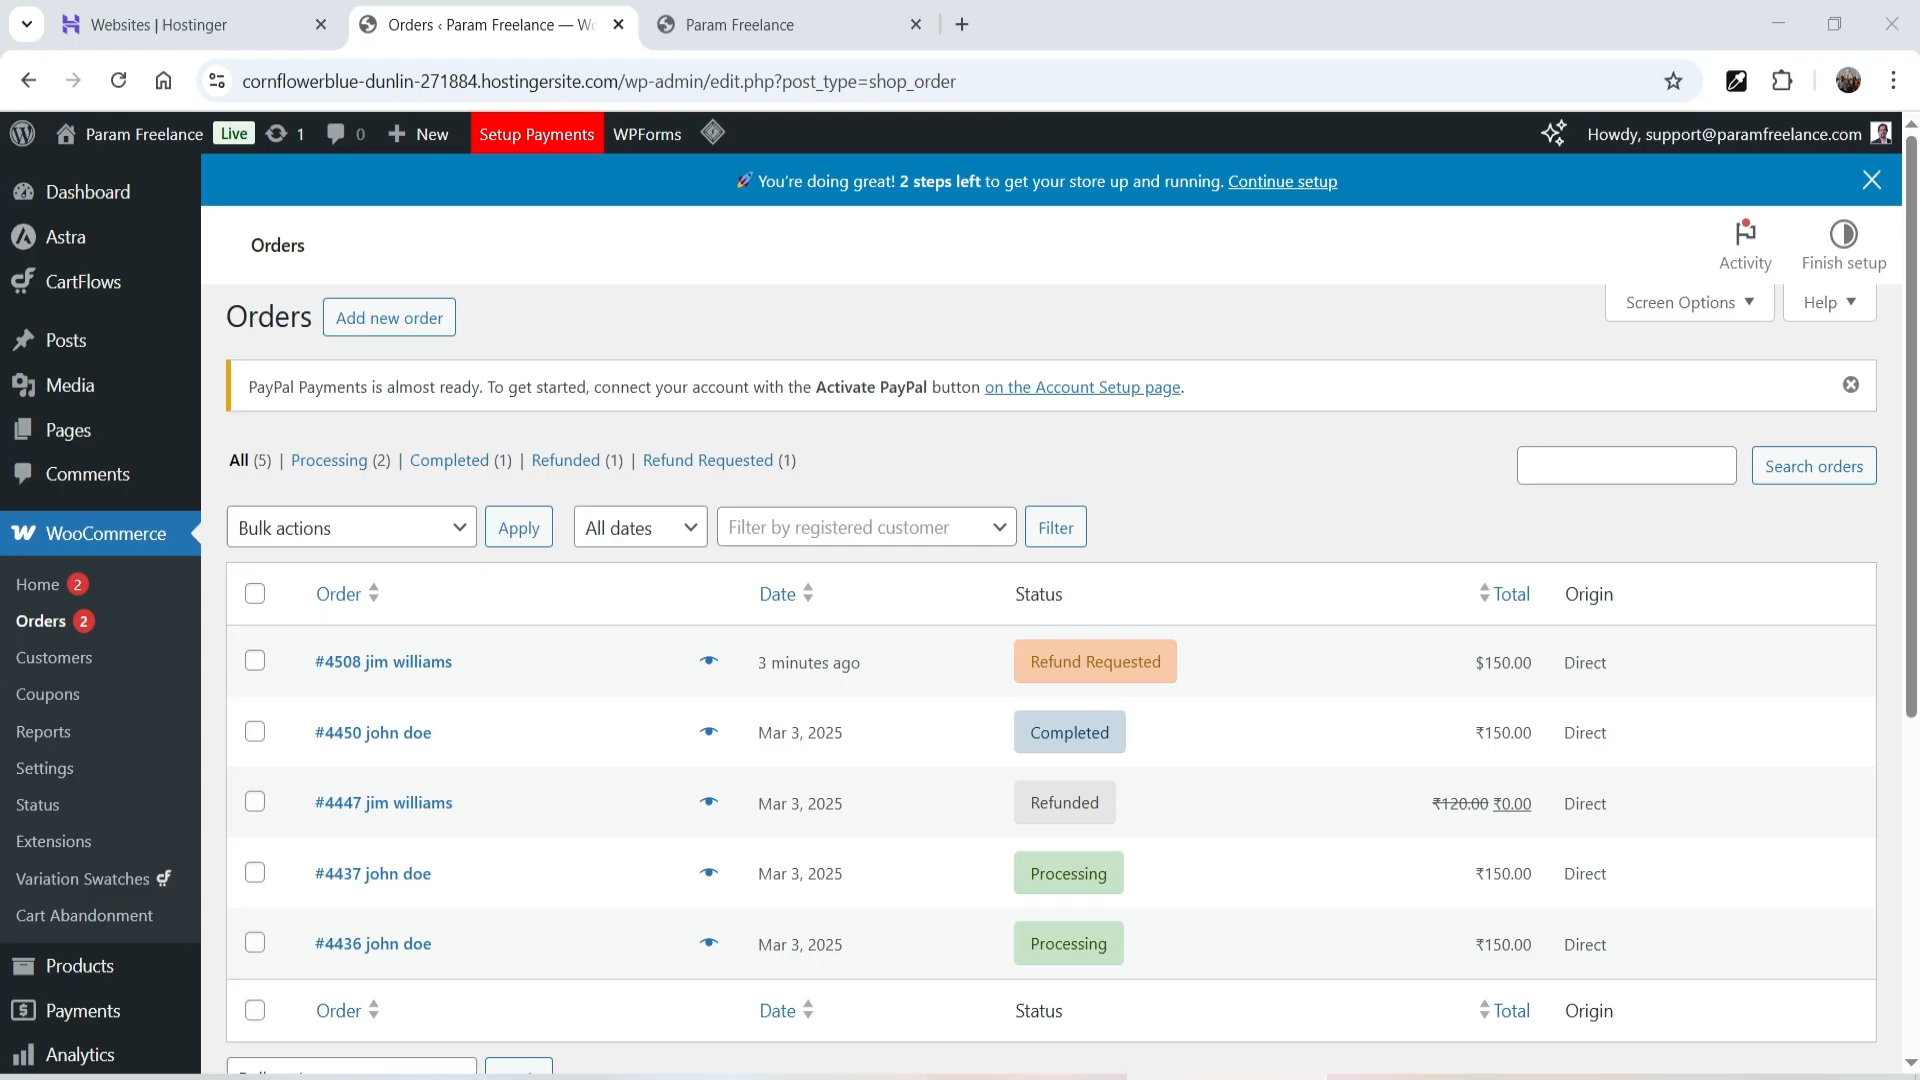 Websites | Hostinger
Orders ‹ Param Freelance — Wo
Param Freelance
cornflowerblue-dunlin-271884.hostingersite.com/wp-admin/edit.php?post_type=shop_order
Param Freelance Live 1 0 New Setup Payments WPForms
Howdy, support@paramfreelance.com
🚀 You're doing great! 2 steps left to get your store up and running. Continue setup
Dashboard
Astra
CartFlows
Posts
Media
Pages
Comments
WooCommerce
Home 2
Orders 2
Customers
Coupons
Reports
Settings
Status
Extensions
Variation Swatches
Cart Abandonment
Products
Payments
Analytics
Orders
Activity
Finish setup
Orders Add new order
Screen Options
Help
PayPal Payments is almost ready. To get started, connect your account with the Activate PayPal button on the Account Setup page.
All (5) | Processing (2) | Completed (1) | Refunded (1) | Refund Requested (1)
Search orders
Bulk actions Apply All dates Filter by registered customer Filter
Order Date Status Total Origin
#4508 jim williams 3 minutes ago Refund Requested $150.00 Direct
#4450 john doe Mar 3, 2025 Completed ₹150.00 Direct
#4447 jim williams Mar 3, 2025 Refunded ₹120.00 ₹0.00 Direct
#4437 john doe Mar 3, 2025 Processing ₹150.00 Direct
#4436 john doe Mar 3, 2025 Processing ₹150.00 Direct
Order Date Status Total Origin